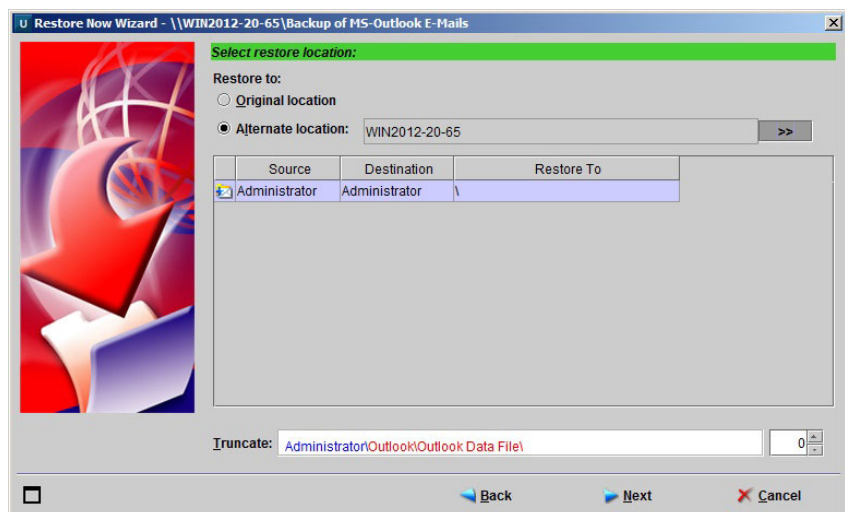 U Restore Now Wizard - \\WIN2012-20-65\Backup of MS-Outlook E-Mails
Select restore location:
Restore to:
Original location
Alternate location: WIN2012-20-65 >>
Source Destination Restore To
Administrator Administrator \
Truncate: Administrator\Outlook\Outlook Data File\ 0
Back Next Cancel